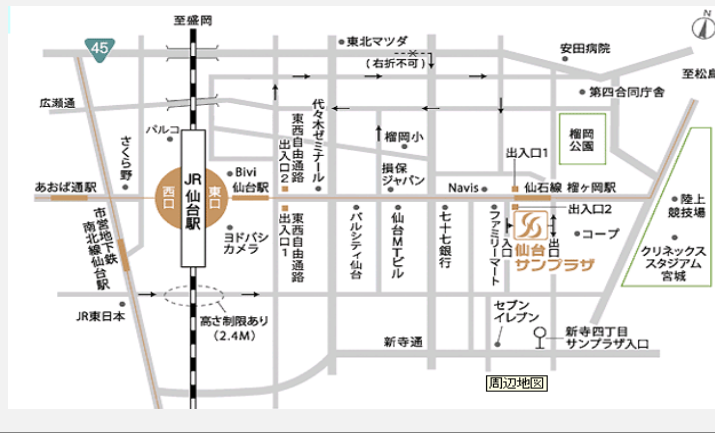 至盛岡
N
45
東北マツダ
(右折不可)
安田病院
至松島
第四合同庁舎
広瀬通
パルコ
さくら野
代々木ゼミナール
東西自由通路
出入口2
榴岡小
榴岡
公園
出入口1
JR仙台駅
西口
東口
Bivi
仙台駅
損保
ジャパン
あおば通駅
Navis
仙石線 榴ヶ岡駅
出入口2
陸上
競技場
市営地下鉄
南北線仙台駅
ヨドバシ
カメラ
東西自由通路
出入口1
パルシティ仙台
仙台MTビル
七十七銀行
ファミリーマート
入口
出口
仙台
サンプラザ
コープ
クリネックス
スタジアム
宮城
JR東日本
高さ制限あり
(2.4M)
セブン
イレブン
新寺通
新寺四丁目
サンプラザ入口
周辺地図